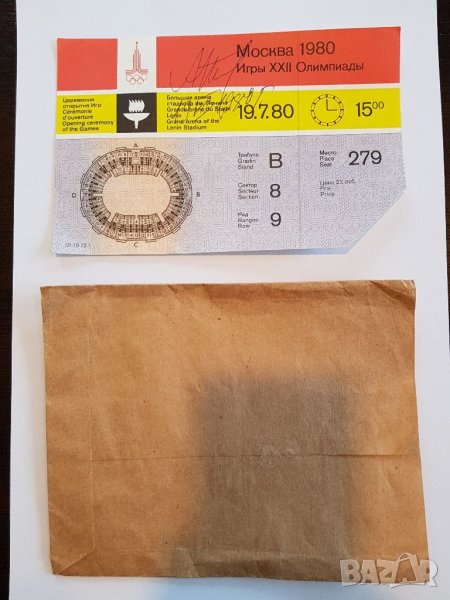 Москва 1980
Игры XXII Олимпиады
Церемония
открытия Игр
Cérémonie
d'ouverture
Opening ceremony
of the Games
Большая арена
стадиона им. Ленина
Grande arène du Stade
Lénine
Grand Arena of the
Lenin Stadium
19.7.80
15 00
A
B
C
D
Трибуна
Gradin
Stand
B
Место
Place
Seat
279
Сектор
Secteur
Section
8
Цена 25 руб.
Prix
Price
Ряд
Rangée
Row
9
BAZAR